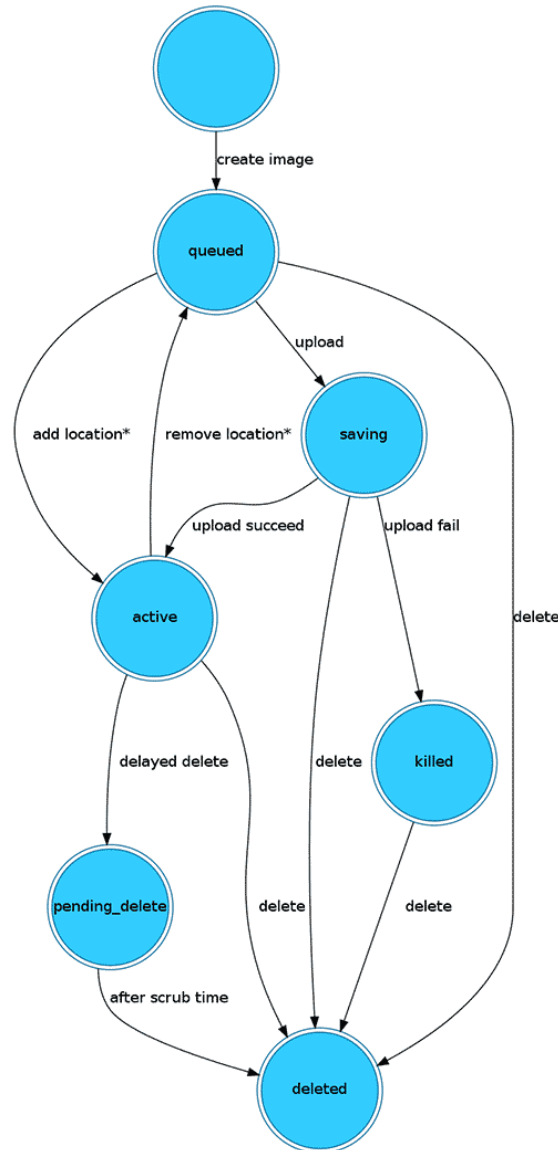 create image
queued
upload
add location*
remove location*
saving
upload succeed
upload fail
active
delete
delayed delete
delete
killed
pending_delete
delete
delete
after scrub time
deleted